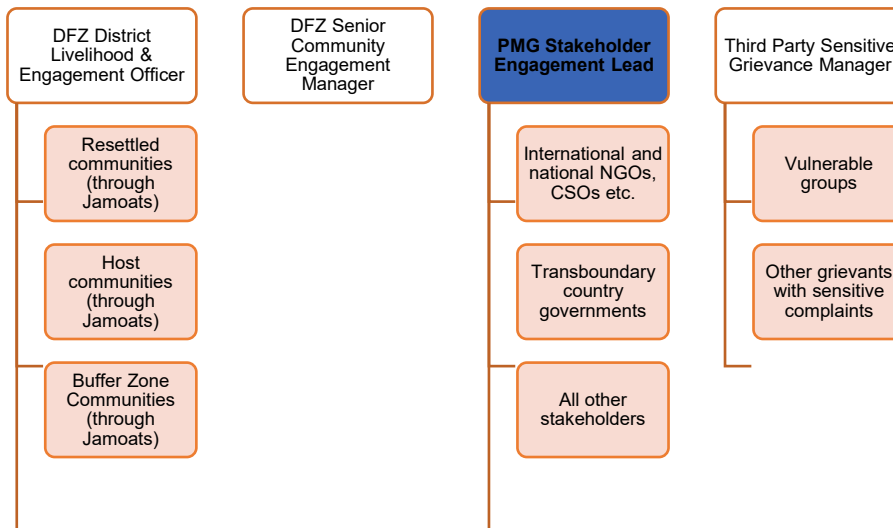 DFZ District
Livelihood &
Engagement Officer
DFZ Senior
Community
Engagement
Manager
PMG Stakeholder
Engagement Lead
Third Party Sensitive
Grievance Manager
Resettled
communities
(through
Jamoats)
International and
national NGOs,
CSOs etc.
Vulnerable
groups
Host
communities
(through
Jamoats)
Transboundary
country
governments
Other grievants
with sensitive
complaints
Buffer Zone
Communities
(through
Jamoats)
All other
stakeholders